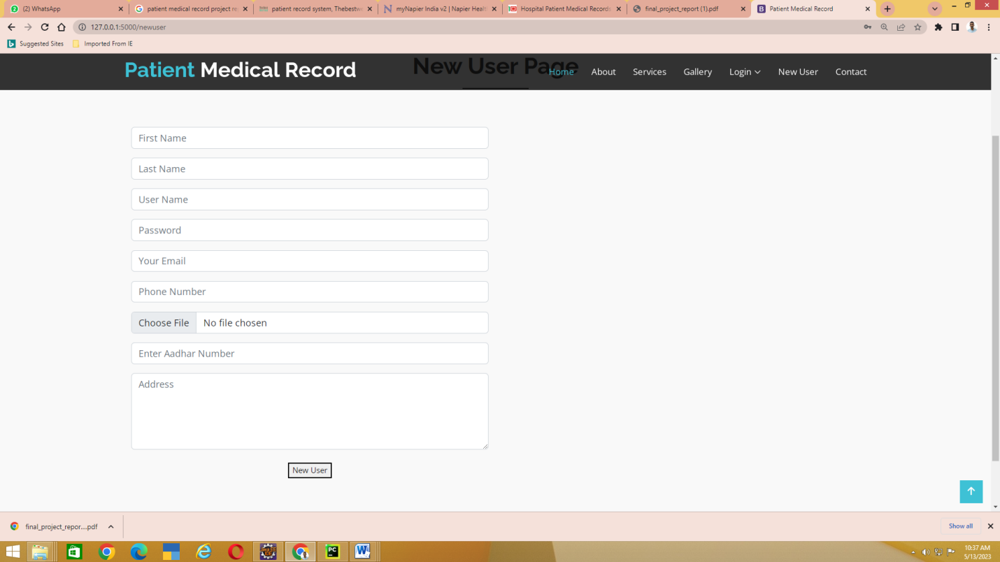 (2) WhatsApp
patient medical record project re
patient record system, Thebestwe
myNapier India v2 | Napier Healt
Hospital Patient Medical Records
final_project_report (1).pdf
Patient Medical Record
127.0.0.1:5000/newuser
Suggested Sites
Imported From IE
Patient Medical Record
New User Page
Home
About
Services
Gallery
Login
New User
Contact
First Name
Last Name
User Name
Password
Your Email
Phone Number
Choose File No file chosen
Enter Aadhar Number
Address
New User
final_project_repor....pdf
Show all
10:37 AM
5/13/2023